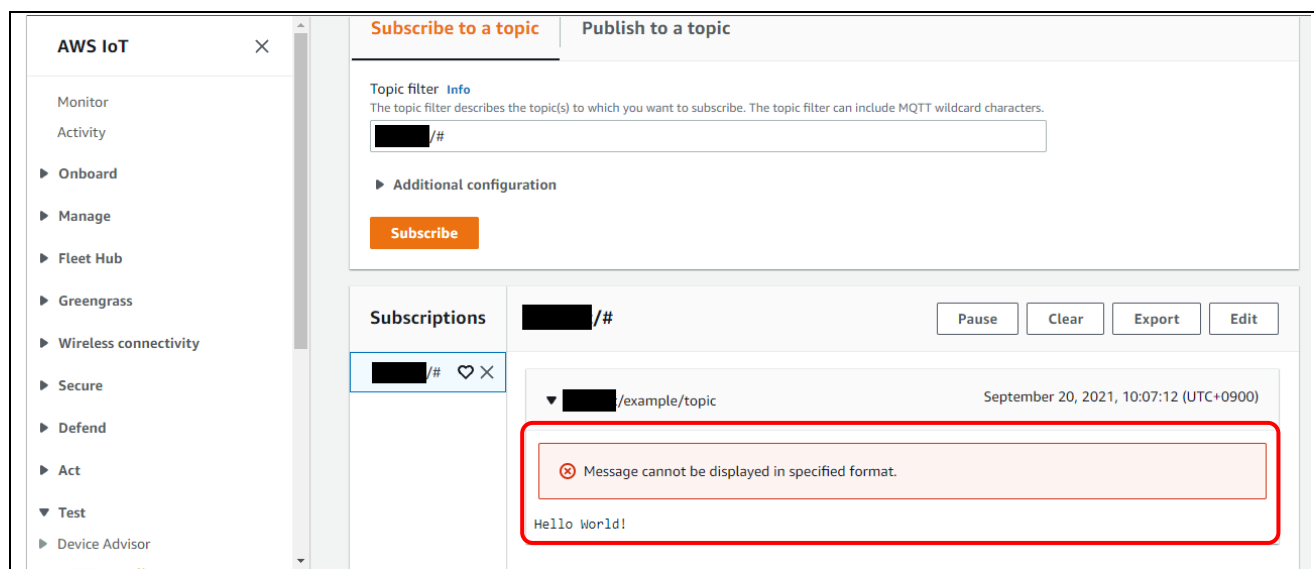 AWS IoT
Monitor
Activity
Onboard
Manage
Fleet Hub
Greengrass
Wireless connectivity
Secure
Defend
Act
Test
Device Advisor
Subscribe to a topic
Publish to a topic
Topic filter Info
The topic filter describes the topic(s) to which you want to subscribe. The topic filter can include MQTT wildcard characters.
/#
Additional configuration
Subscribe
Subscriptions
/#
/#
Pause
Clear
Export
Edit
/example/topic
September 20, 2021, 10:07:12 (UTC+0900)
Message cannot be displayed in specified format.
Hello World!